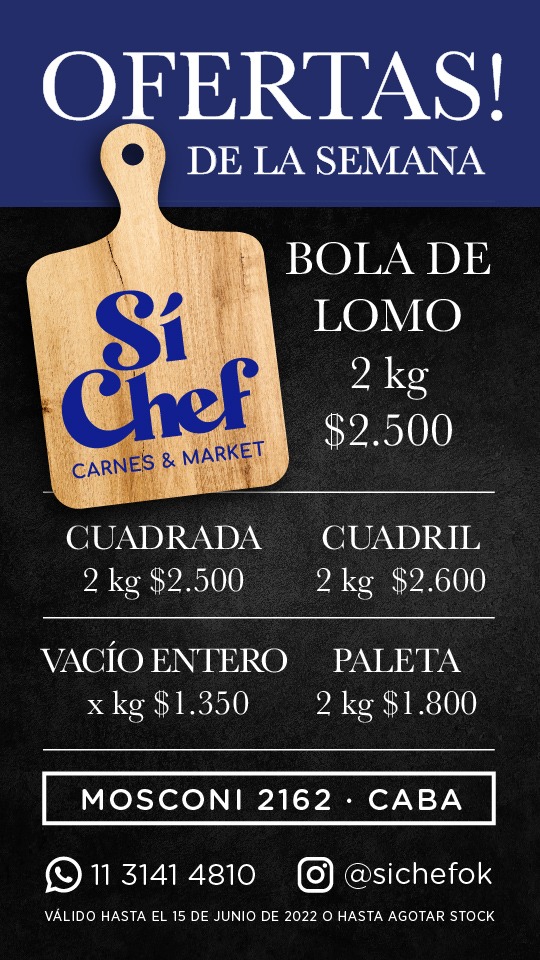 OFERTAS!
DE LA SEMANA
Sí
Chef
CARNES & MARKET
BOLA DE
LOMO
2 kg
$2.500
CUADRADA
2 kg $2.500
CUADRIL
2 kg $2.600
VACÍO ENTERO
x kg $1.350
PALETA
2 kg $1.800
MOSCONI 2162 · CABA
11 3141 4810
@sichefok
VÁLIDO HASTA EL 15 DE JUNIO DE 2022 O HASTA AGOTAR STOCK